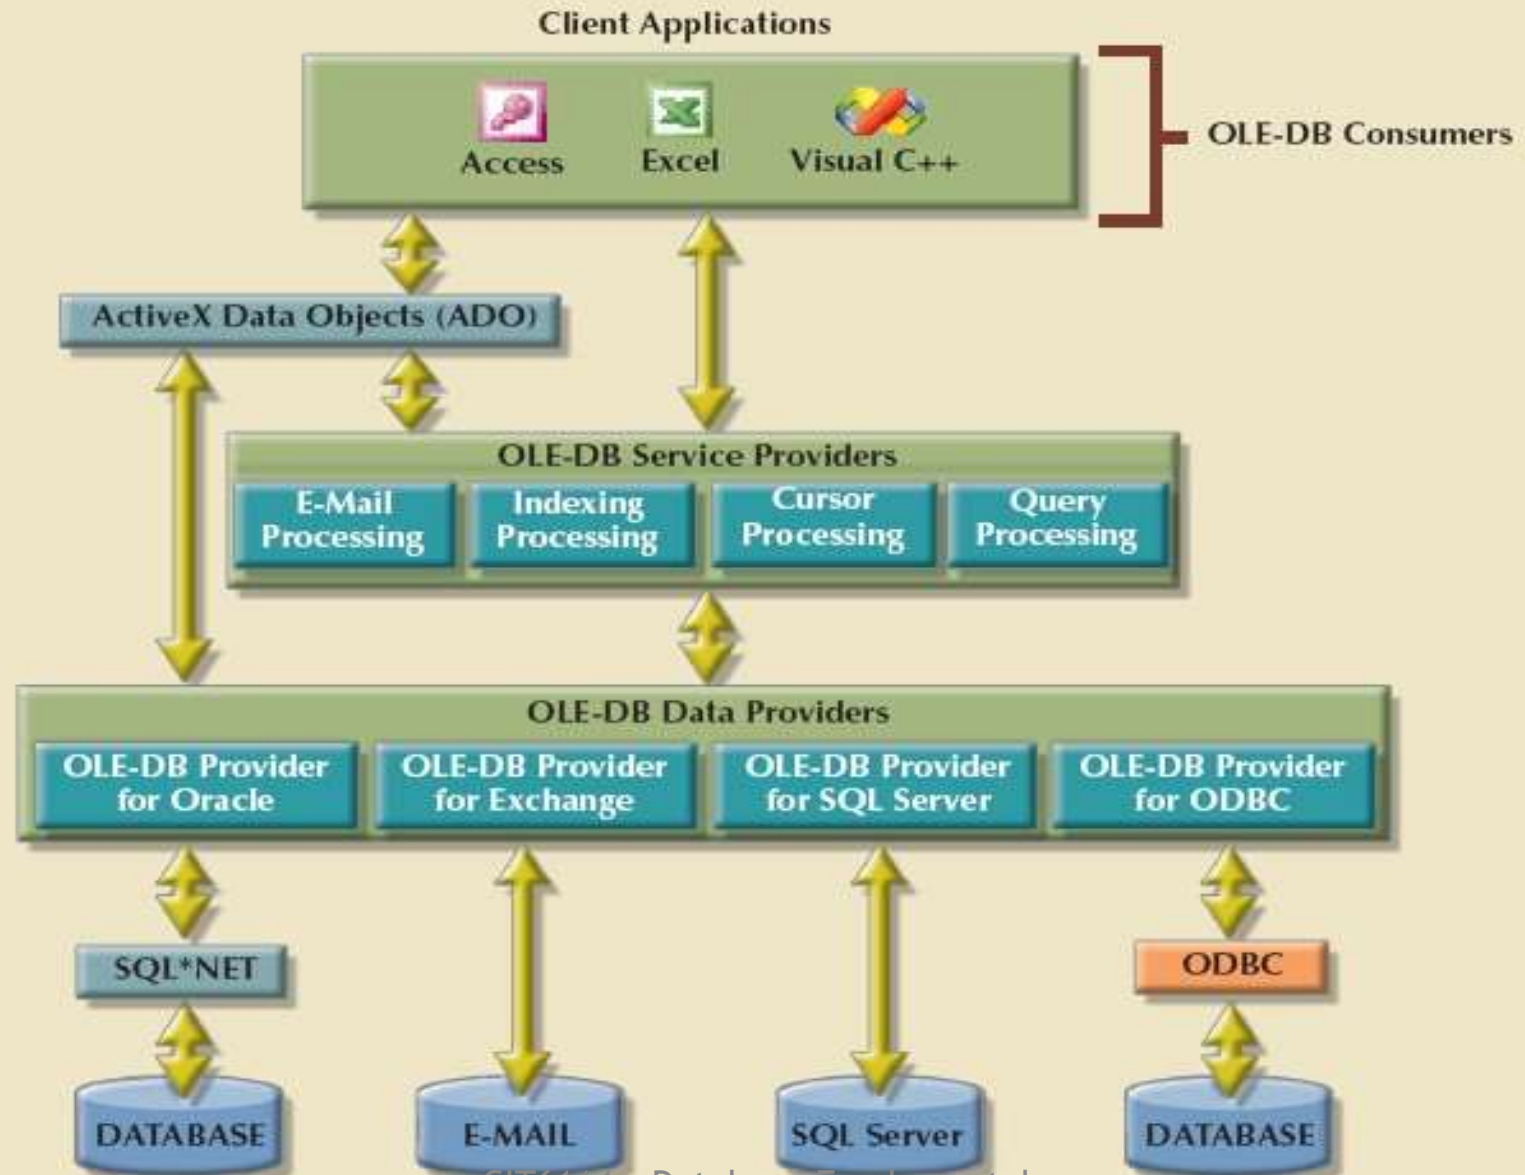 Client Applications
Access
Excel
Visual C++
OLE-DB Consumers
ActiveX Data Objects (ADO)
OLE-DB Service Providers
E-Mail
Processing
Indexing
Processing
Cursor
Processing
Query
Processing
OLE-DB Data Providers
OLE-DB Provider
for Oracle
OLE-DB Provider
for Exchange
OLE-DB Provider
for SQL Server
OLE-DB Provider
for ODBC
SQL*NET
ODBC
DATABASE
E-MAIL
SQL Server
DATABASE